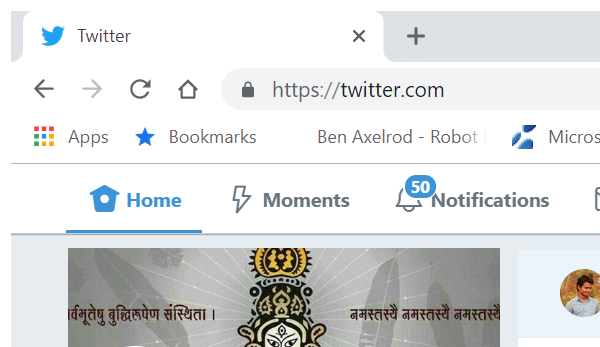 Twitter
https://twitter.com
Apps Bookmarks Ben Axelrod - Robot Micros
Home Moments 50 Notifications
र्वभूतेषु बुद्धिरूपेण संस्थिता । नमस्तस्यै नमस्तस्यै नमस्तस्यै